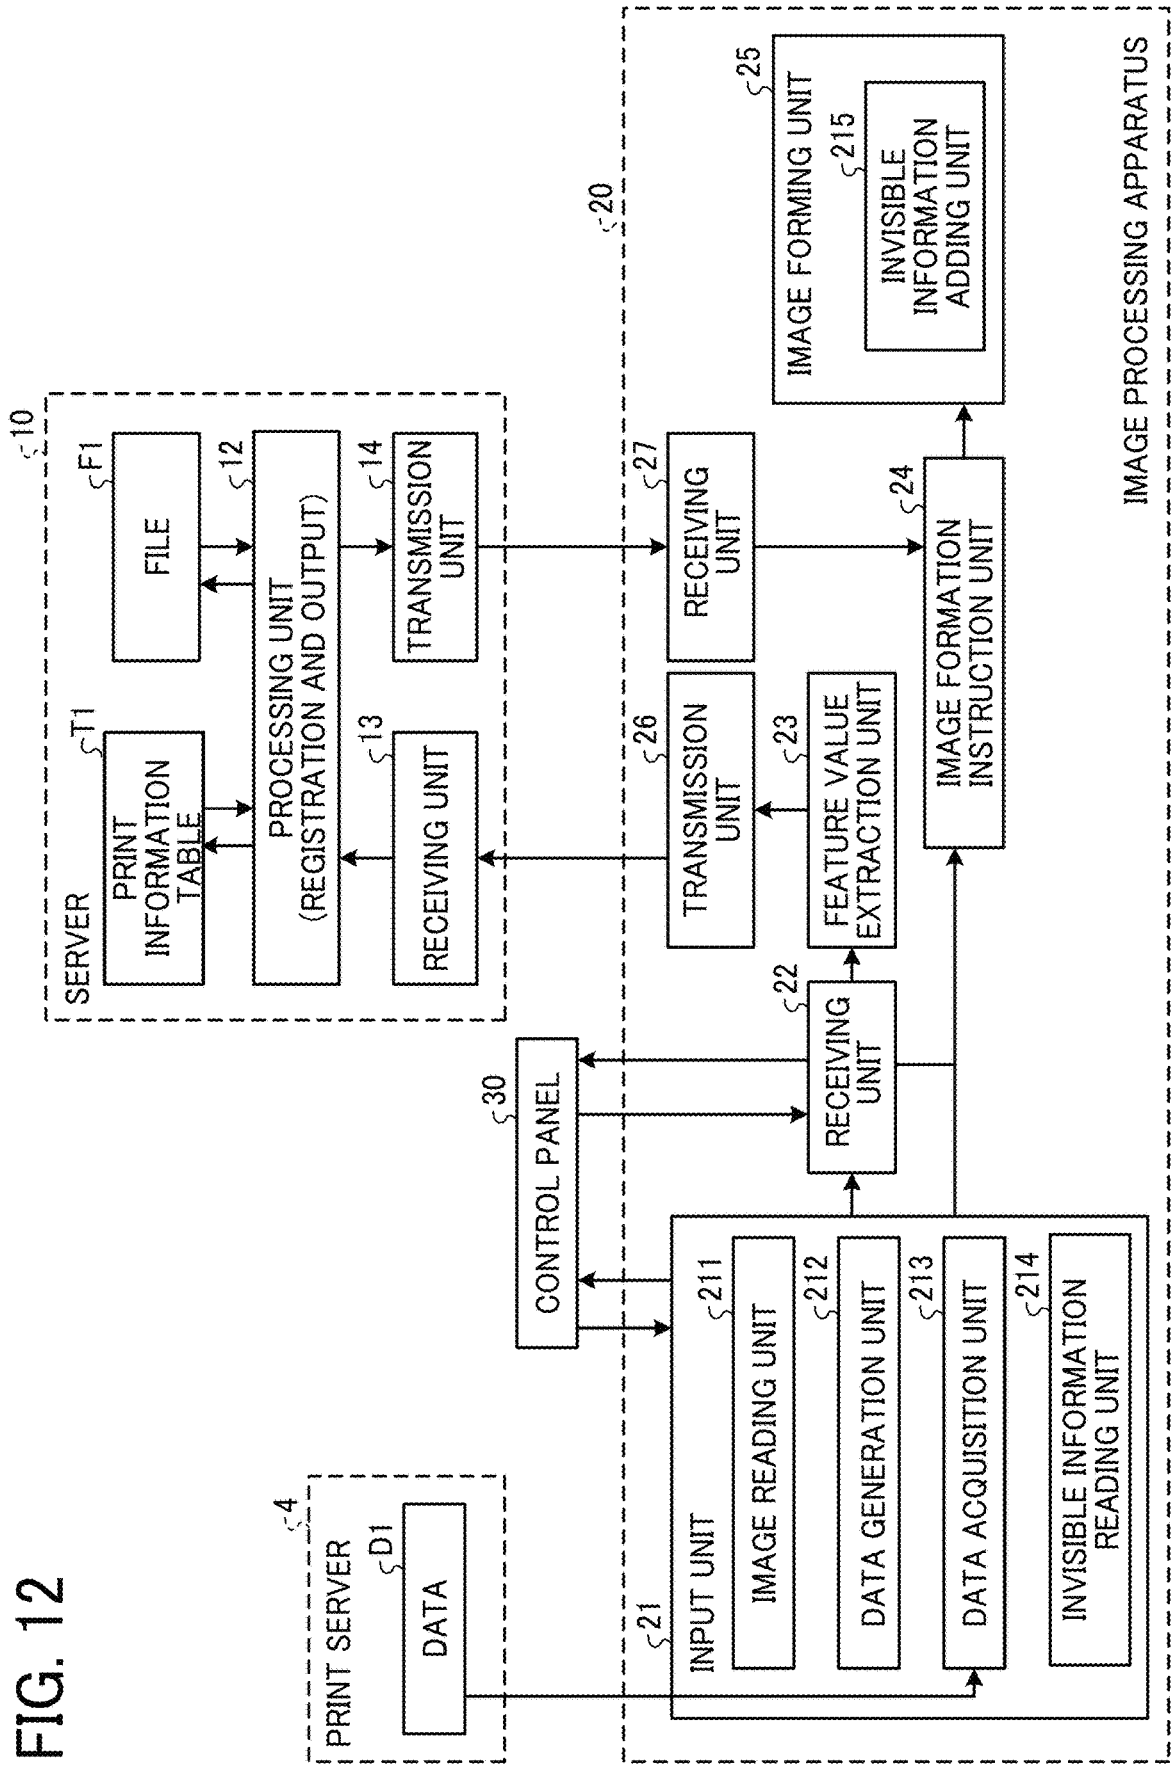 FIG. 12
PRINT SERVER
4
DATA
D1
SERVER
10
PRINT
INFORMATION
TABLE
T1
FILE
F1
PROCESSING UNIT
(REGISTRATION AND OUTPUT)
12
RECEIVING UNIT
13
TRANSMISSION
UNIT
14
CONTROL PANEL
30
20
INPUT UNIT
21
IMAGE READING UNIT
211
DATA GENERATION UNIT
212
DATA ACQUISITION UNIT
213
INVISIBLE INFORMATION
READING UNIT
214
RECEIVING
UNIT
22
TRANSMISSION
UNIT
26
FEATURE VALUE
EXTRACTION UNIT
23
RECEIVING
UNIT
27
IMAGE FORMATION
INSTRUCTION UNIT
24
IMAGE FORMING UNIT
25
INVISIBLE
INFORMATION
ADDING UNIT
215
IMAGE PROCESSING APPARATUS